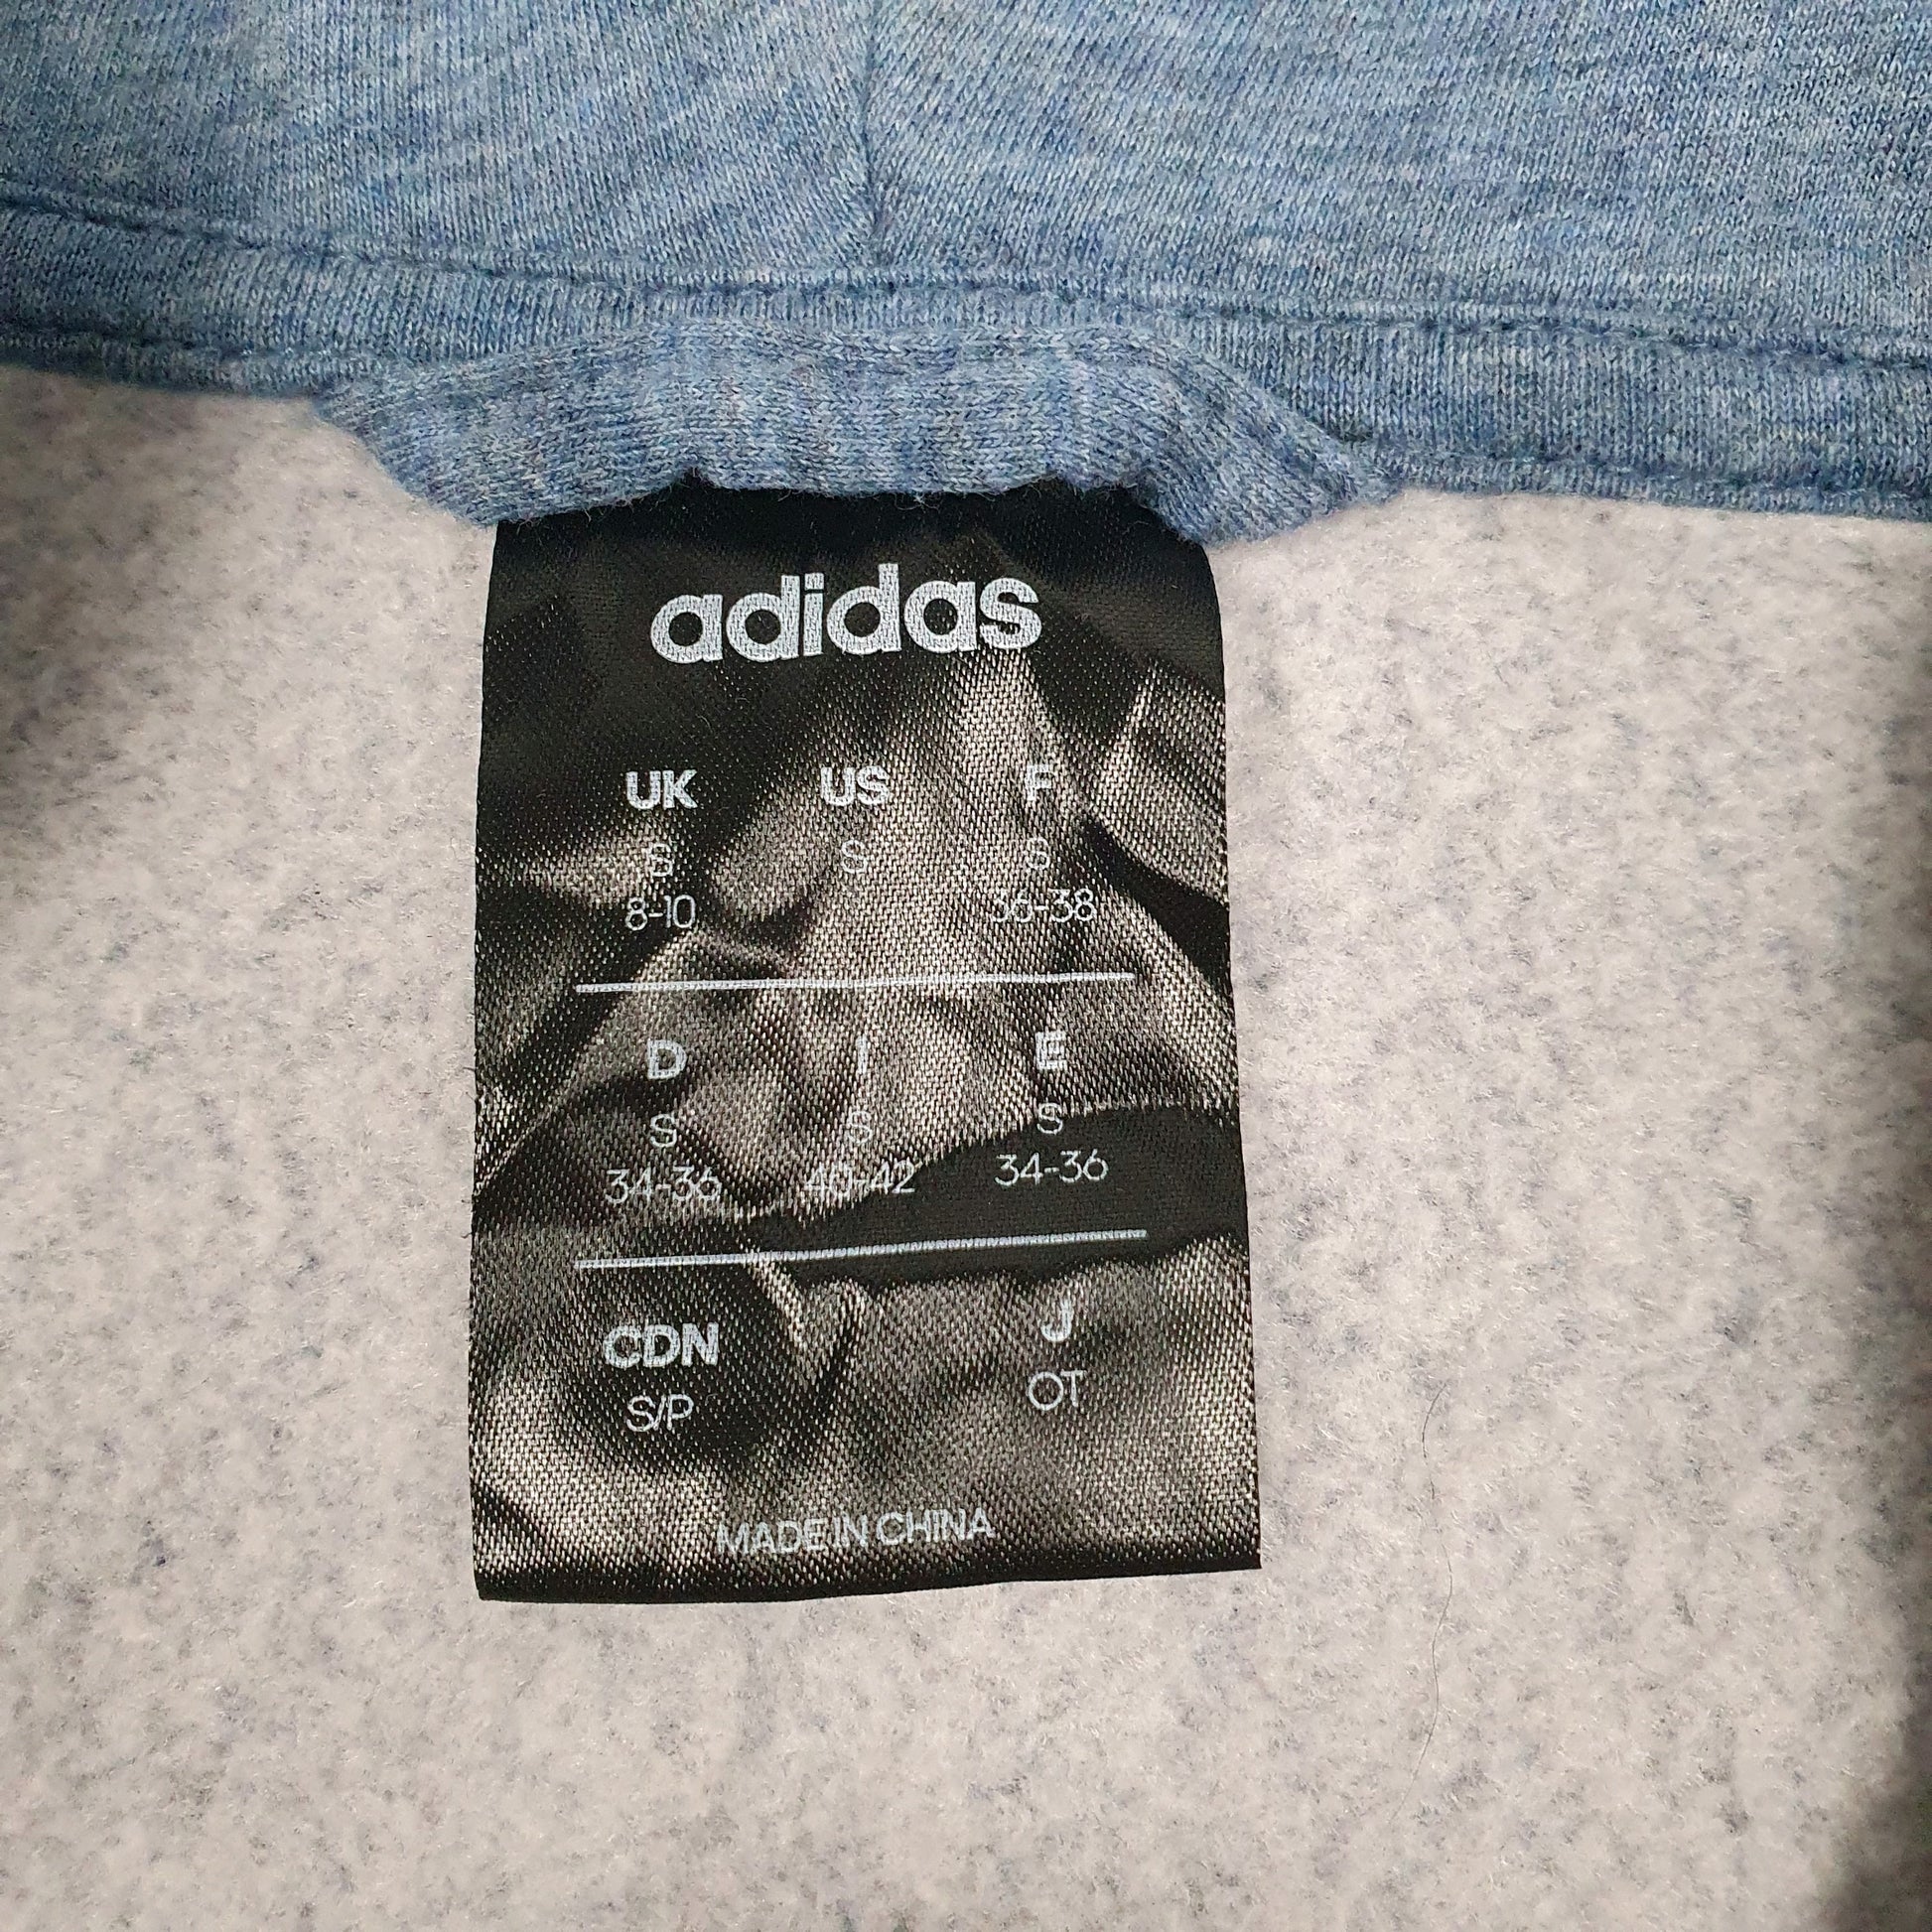 adidas
UK US F
S S S
8-10 36-38
D I E
S S S
34-36 40-42 34-36
CDN J
S/P OT
MADE IN CHINA